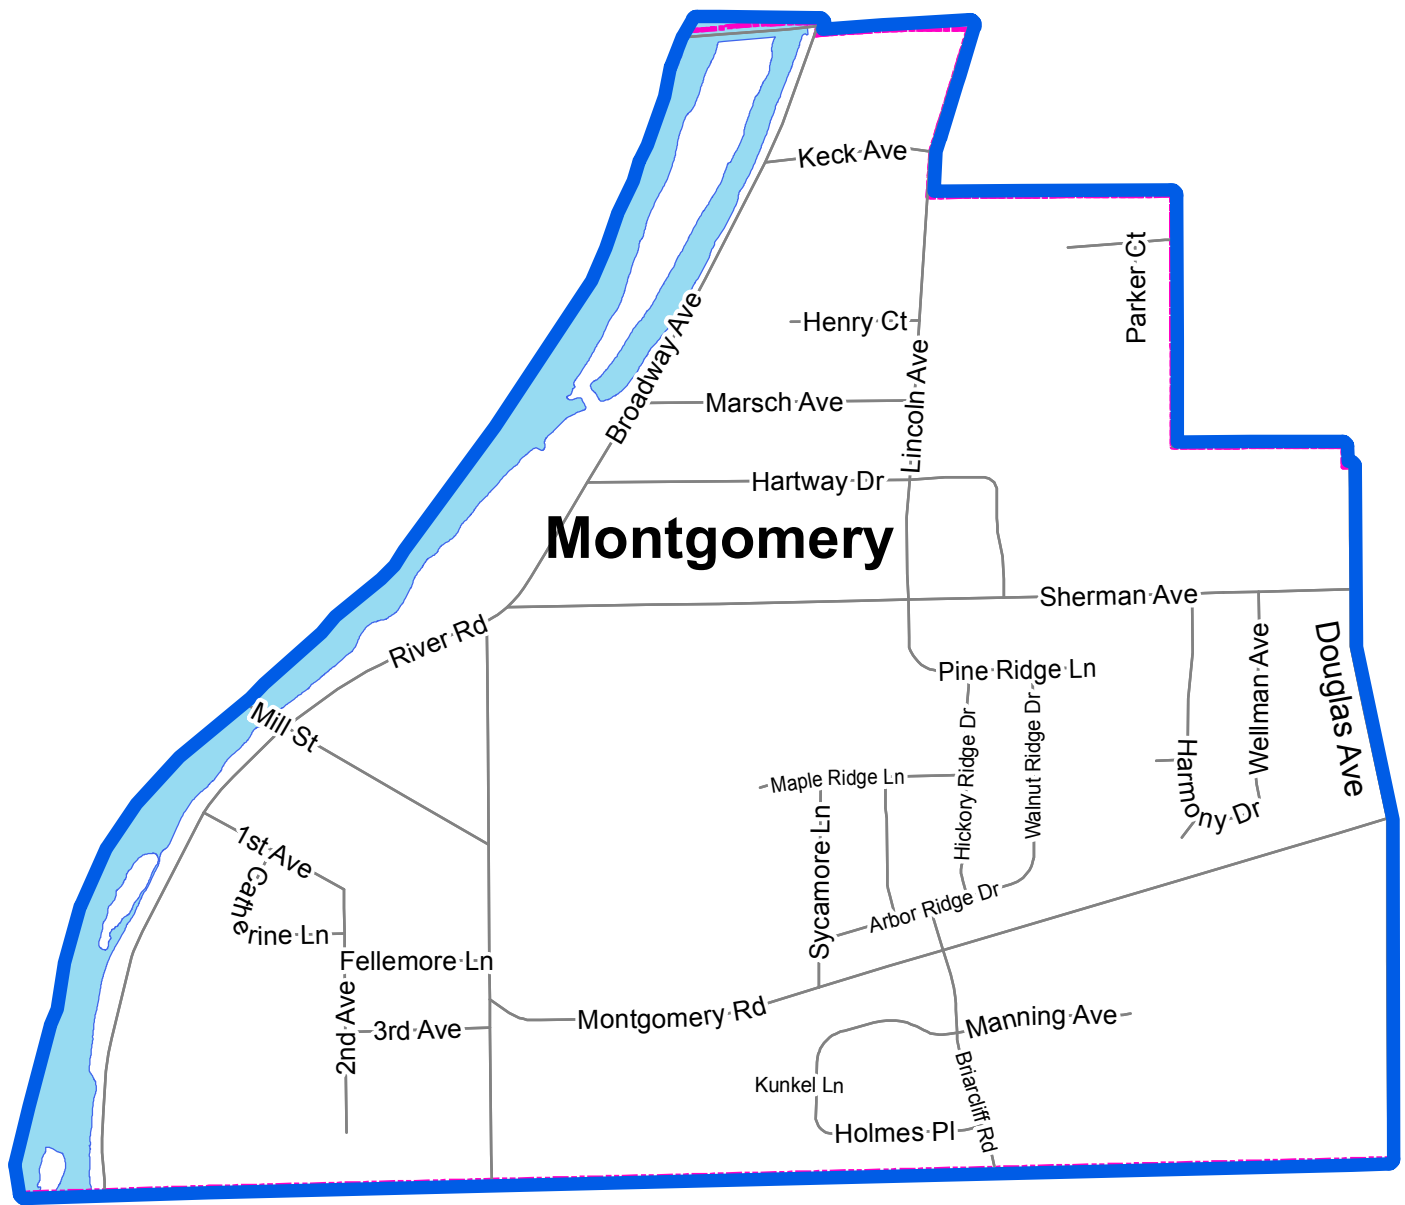 Keck Ave
Parker Ct
Henry Ct
Broadway Ave
Lincoln Ave
Marsch Ave
Hartway Dr
Montgomery
Sherman Ave
River Rd
Pine Ridge Ln
Wellman Ave
Douglas Ave
Mill St
Hickory Ridge Dr
Walnut Ridge Dr
Harmony Dr
Maple Ridge Ln
Sycamore Ln
1st Ave
Catherine Ln
Arbor Ridge Dr
Fellemore Ln
2nd Ave
3rd Ave
Montgomery Rd
Manning Ave
Kunkel Ln
Briarcliff Rd
Holmes Pl